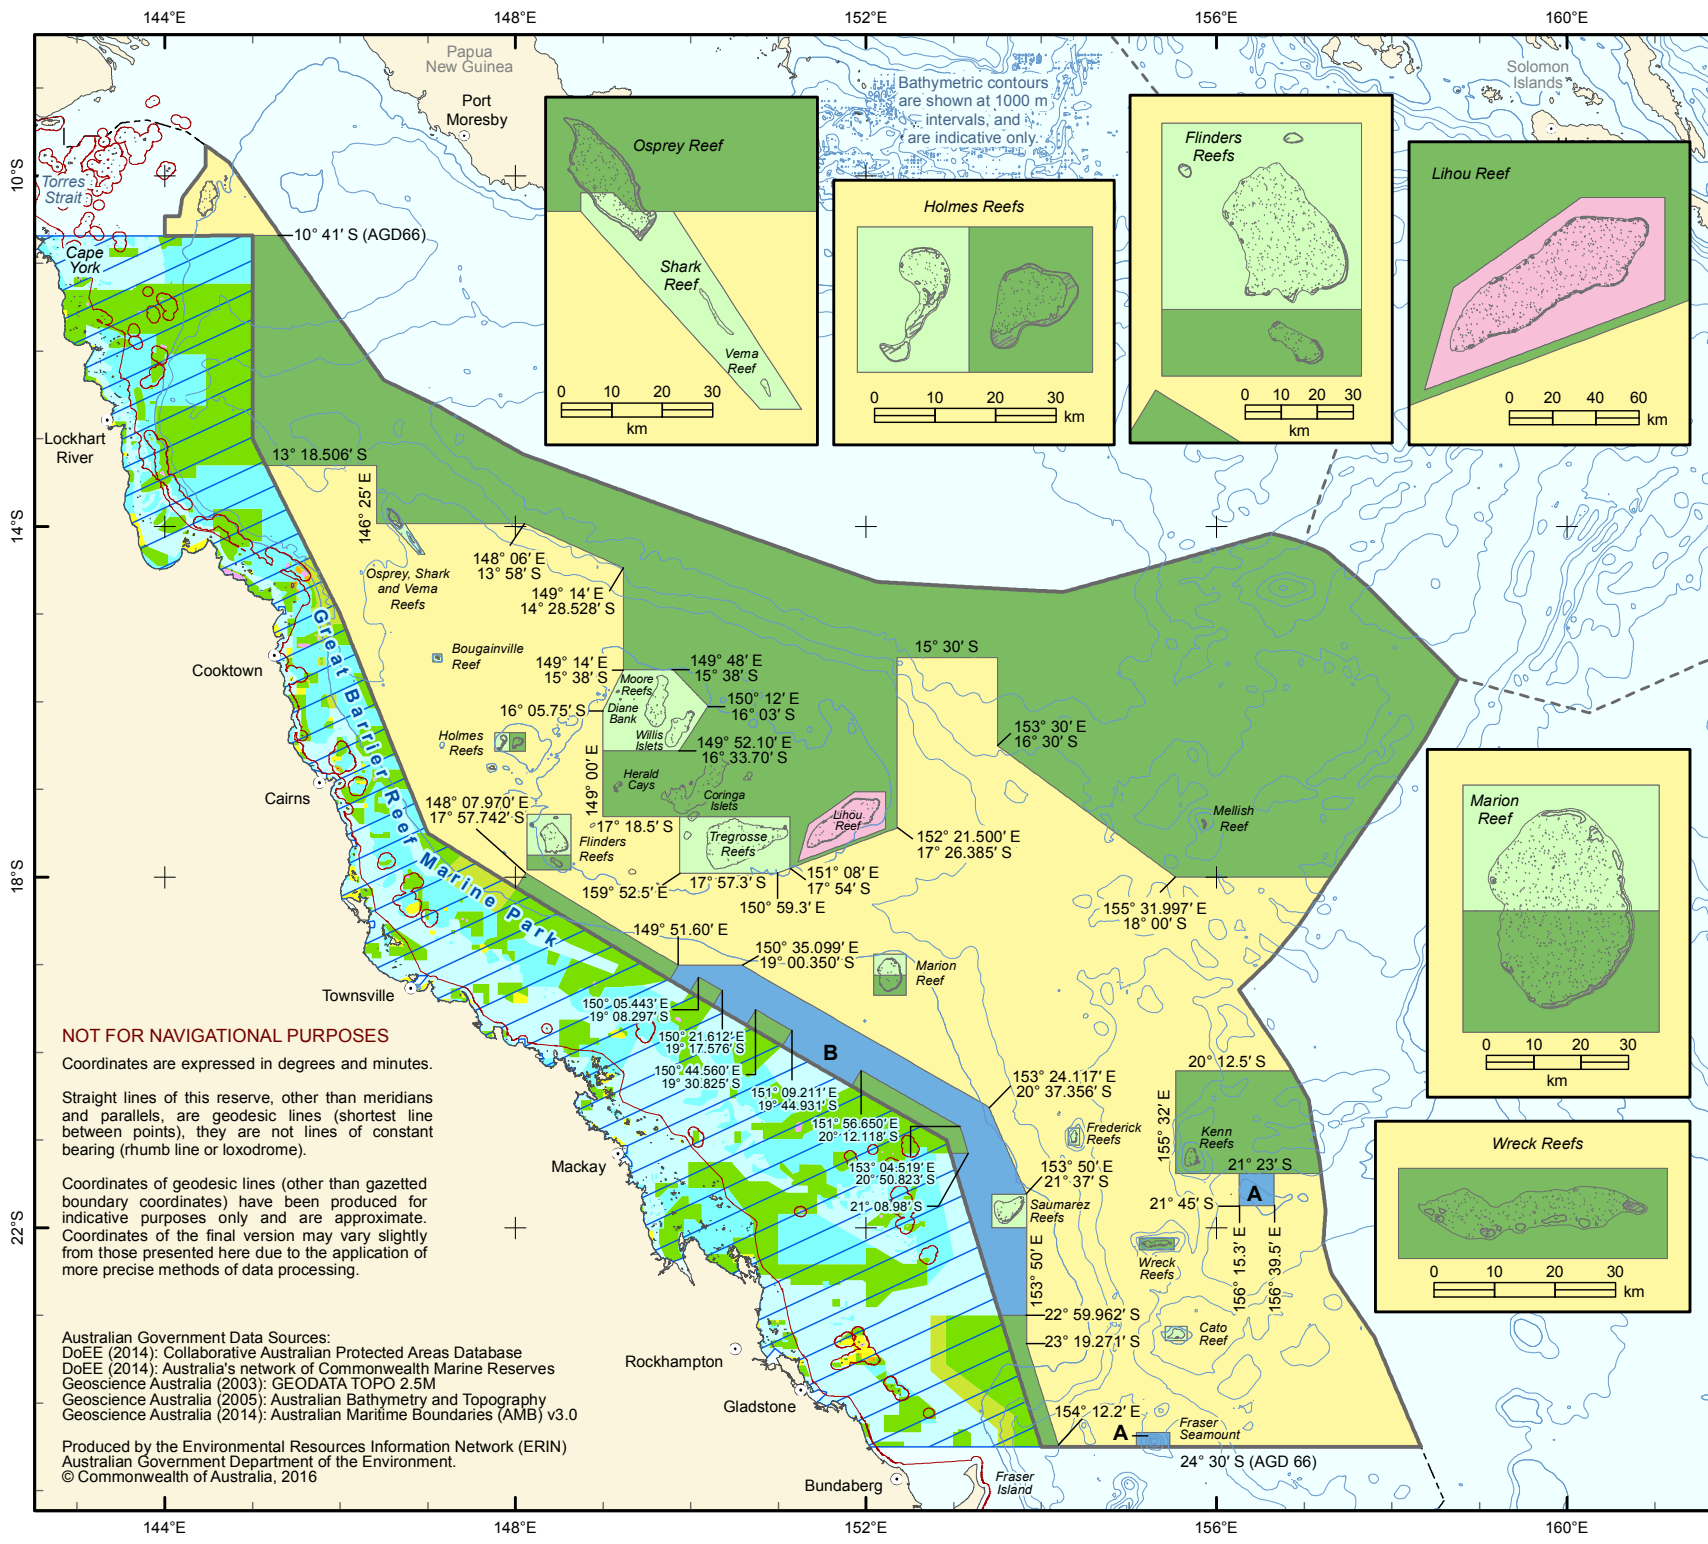 144°E
148°E
152°E
156°E
160°E
10°S
14°S
18°S
22°S
144°E
148°E
152°E
156°E
160°E
Papua
New Guinea
Port
Moresby
Bathymetric contours
are shown at 1000 m
intervals, and
are indicative only.
Solomon
Islands
Torres
Strait
Cape
York
10° 41′ S (AGD66)
Osprey Reef
Shark
Reef
Vema
Reef
0 10 20 30
km
Holmes Reefs
0 10 20 30
km
Flinders
Reefs
0 10 20 30
km
Lihou Reef
0 20 40 60
km
Lockhart
River
13° 18.506′ S
146° 25′ E
148° 06′ E
13° 58′ S
149° 14′ E
14° 28.528′ S
Osprey, Shark
and Vema
Reefs
Bougainville
Reef
Cooktown
149° 14′ E
15° 38′ S
149° 48′ E
15° 38′ S
15° 30′ S
Moore
Reefs
Diane
Bank
Willis
Islets
150° 12′ E
16° 03′ S
16° 05.75′ S
153° 30′ E
16° 30′ S
Holmes
Reefs
149° 52.10′ E
16° 33.70′ S
149° 00′ E
Herald
Cays
Coringa
Islets
Cairns
148° 07.970′ E
17° 57.742′ S
17° 18.5′ S
Flinders
Reefs
Tregrosse
Reefs
Lihou
Reef
Mellish
Reef
152° 21.500′ E
17° 26.385′ S
159° 52.5′ E
17° 57.3′ S
151° 08′ E
17° 54′ S
150° 59.3′ E
155° 31.997′ E
18° 00′ S
Great Barrier Reef Marine Park
149° 51.60′ E
150° 35.099′ E
19° 00.350′ S
Marion
Reef
Townsville
150° 05.443′ E
19° 08.297′ S
150° 21.612′ E
19° 17.576′ S
150° 44.560′ E
19° 30.825′ S
151° 09.211′ E
19° 44.931′ S
B
151° 56.650′ E
20° 12.118′ S
153° 04.519′ E
20° 50.823′ S
21° 08.98′ S
153° 24.117′ E
20° 37.356′ S
20° 12.5′ S
155° 32′ E
Frederick
Reefs
Kenn
Reefs
153° 50′ E
21° 37′ S
21° 23′ S
A
21° 45′ S
Saumarez
Reefs
153° 50′ E
Wreck
Reefs
156° 15.3′ E
156° 39.5′ E
22° 59.962′ S
23° 19.271′ S
Cato
Reef
154° 12.2′ E
A
Fraser
Seamount
24° 30′ S (AGD 66)
Fraser
Island
Mackay
Rockhampton
Gladstone
Bundaberg
Marion
Reef
0 10 20 30
km
Wreck Reefs
0 10 20 30
km
NOT FOR NAVIGATIONAL PURPOSES
Coordinates are expressed in degrees and minutes.
Straight lines of this reserve, other than meridians
and parallels, are geodesic lines (shortest line
between points), they are not lines of constant
bearing (rhumb line or loxodrome).
Coordinates of geodesic lines (other than gazetted
boundary coordinates) have been produced for
indicative purposes only and are approximate.
Coordinates of the final version may vary slightly
from those presented here due to the application of
more precise methods of data processing.
Australian Government Data Sources:
DoEE (2014): Collaborative Australian Protected Areas Database
DoEE (2014): Australia's network of Commonwealth Marine Reserves
Geoscience Australia (2003): GEODATA TOPO 2.5M
Geoscience Australia (2005): Australian Bathymetry and Topography
Geoscience Australia (2014): Australian Maritime Boundaries (AMB) v3.0
Produced by the Environmental Resources Information Network (ERIN)
Australian Government Department of the Environment.
© Commonwealth of Australia, 2016